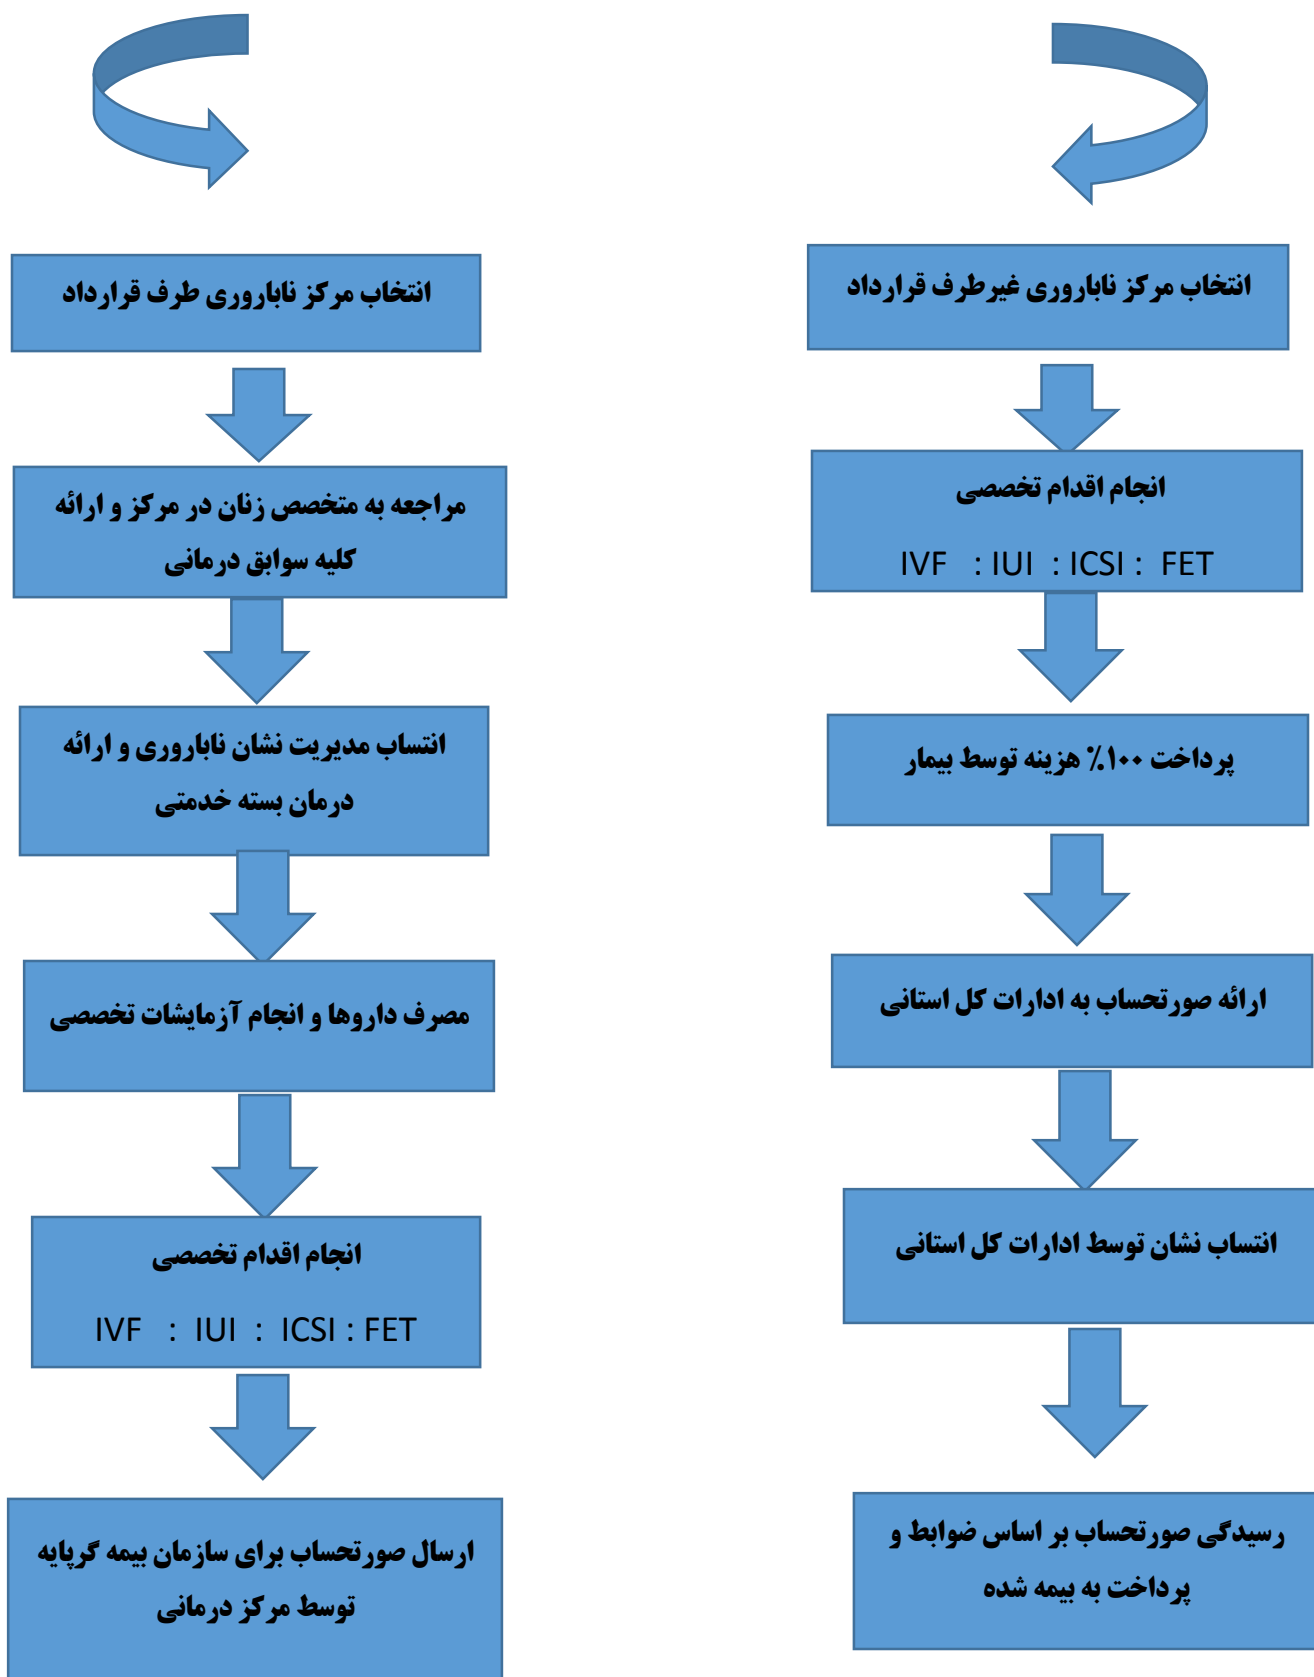 انتخاب مرکز ناباروری غیرطرف قرارداد
انجام اقدام تخصصی
IVF : IUI : ICSI : FET
پرداخت ۱۰۰٪ هزینه توسط بیمار
ارائه صورتحساب به ادارات کل استانی
انتساب نشان توسط ادارات کل استانی
رسیدگی صورتحساب بر اساس ضوابط و
پرداخت به بیمه شده
انتخاب مرکز ناباروری طرف قرارداد
مراجعه به متخصص زنان در مرکز و ارائه
کلیه سوابق درمانی
انتساب مدیریت نشان ناباروری و ارائه
درمان بسته خدمتی
مصرف داروها و انجام آزمایشات تخصصی
انجام اقدام تخصصی
IVF : IUI : ICSI : FET
ارسال صورتحساب برای سازمان بیمه گرپایه
توسط مرکز درمانی